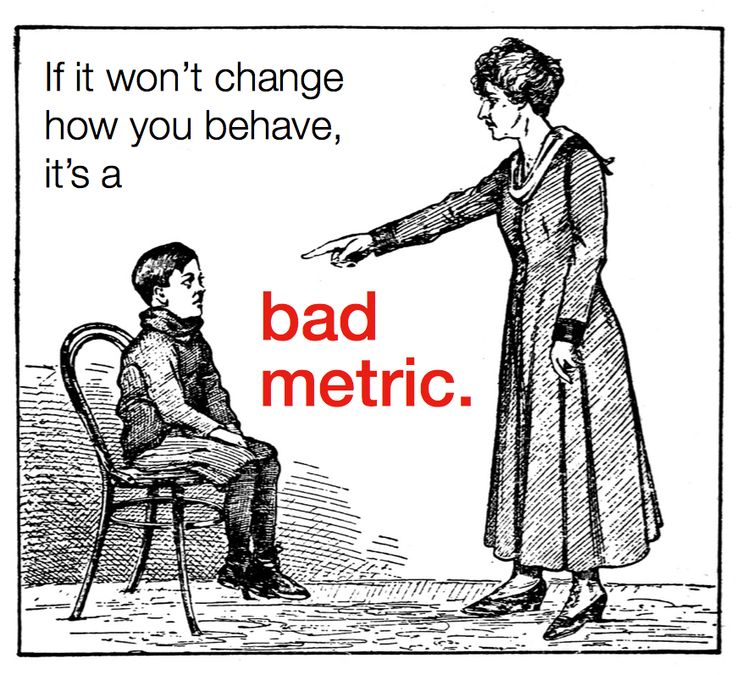 If it won’t change
how you behave,
it’s a
bad
metric.